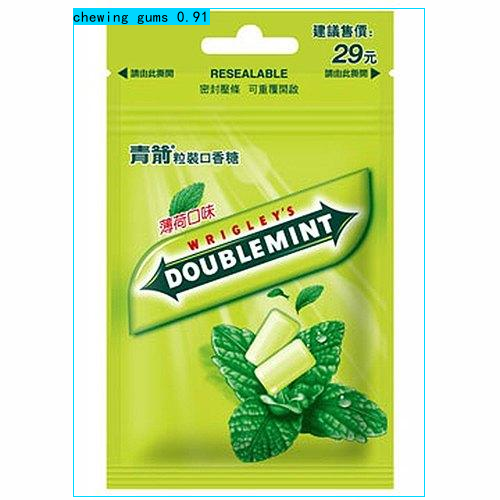 chewing gums 0.91
建議售價:
29元
◀請由此撕開 RESEALABLE 請由此撕開▶
密封壓條 可重覆開啟
青箭®粒裝口香糖
薄荷口味
WRIGLEY'S
DOUBLEMINT